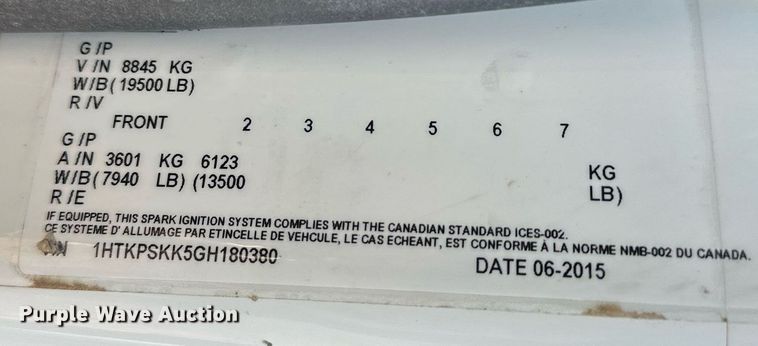 G /P
V /N 8845 KG
W/B( 19500 LB)
R /V
FRONT 2 3 4 5 6 7
G /P
A /N 3601 KG 6123 KG
W/B(7940 LB) (13500 LB)
R /E
IF EQUIPPED, THIS SPARK IGNITION SYSTEM COMPLIES WITH THE CANADIAN STANDARD ICES-002.
CE SYSTEME D' ALLUMAGE PAR ETINCELLE DE VEHCULE, LE CAS ECHEANT, EST CONFORME À LA NORME NMB-002 DU CANADA.
1HTKPSKK5GH180380 DATE 06-2015
Purple Wave Auction